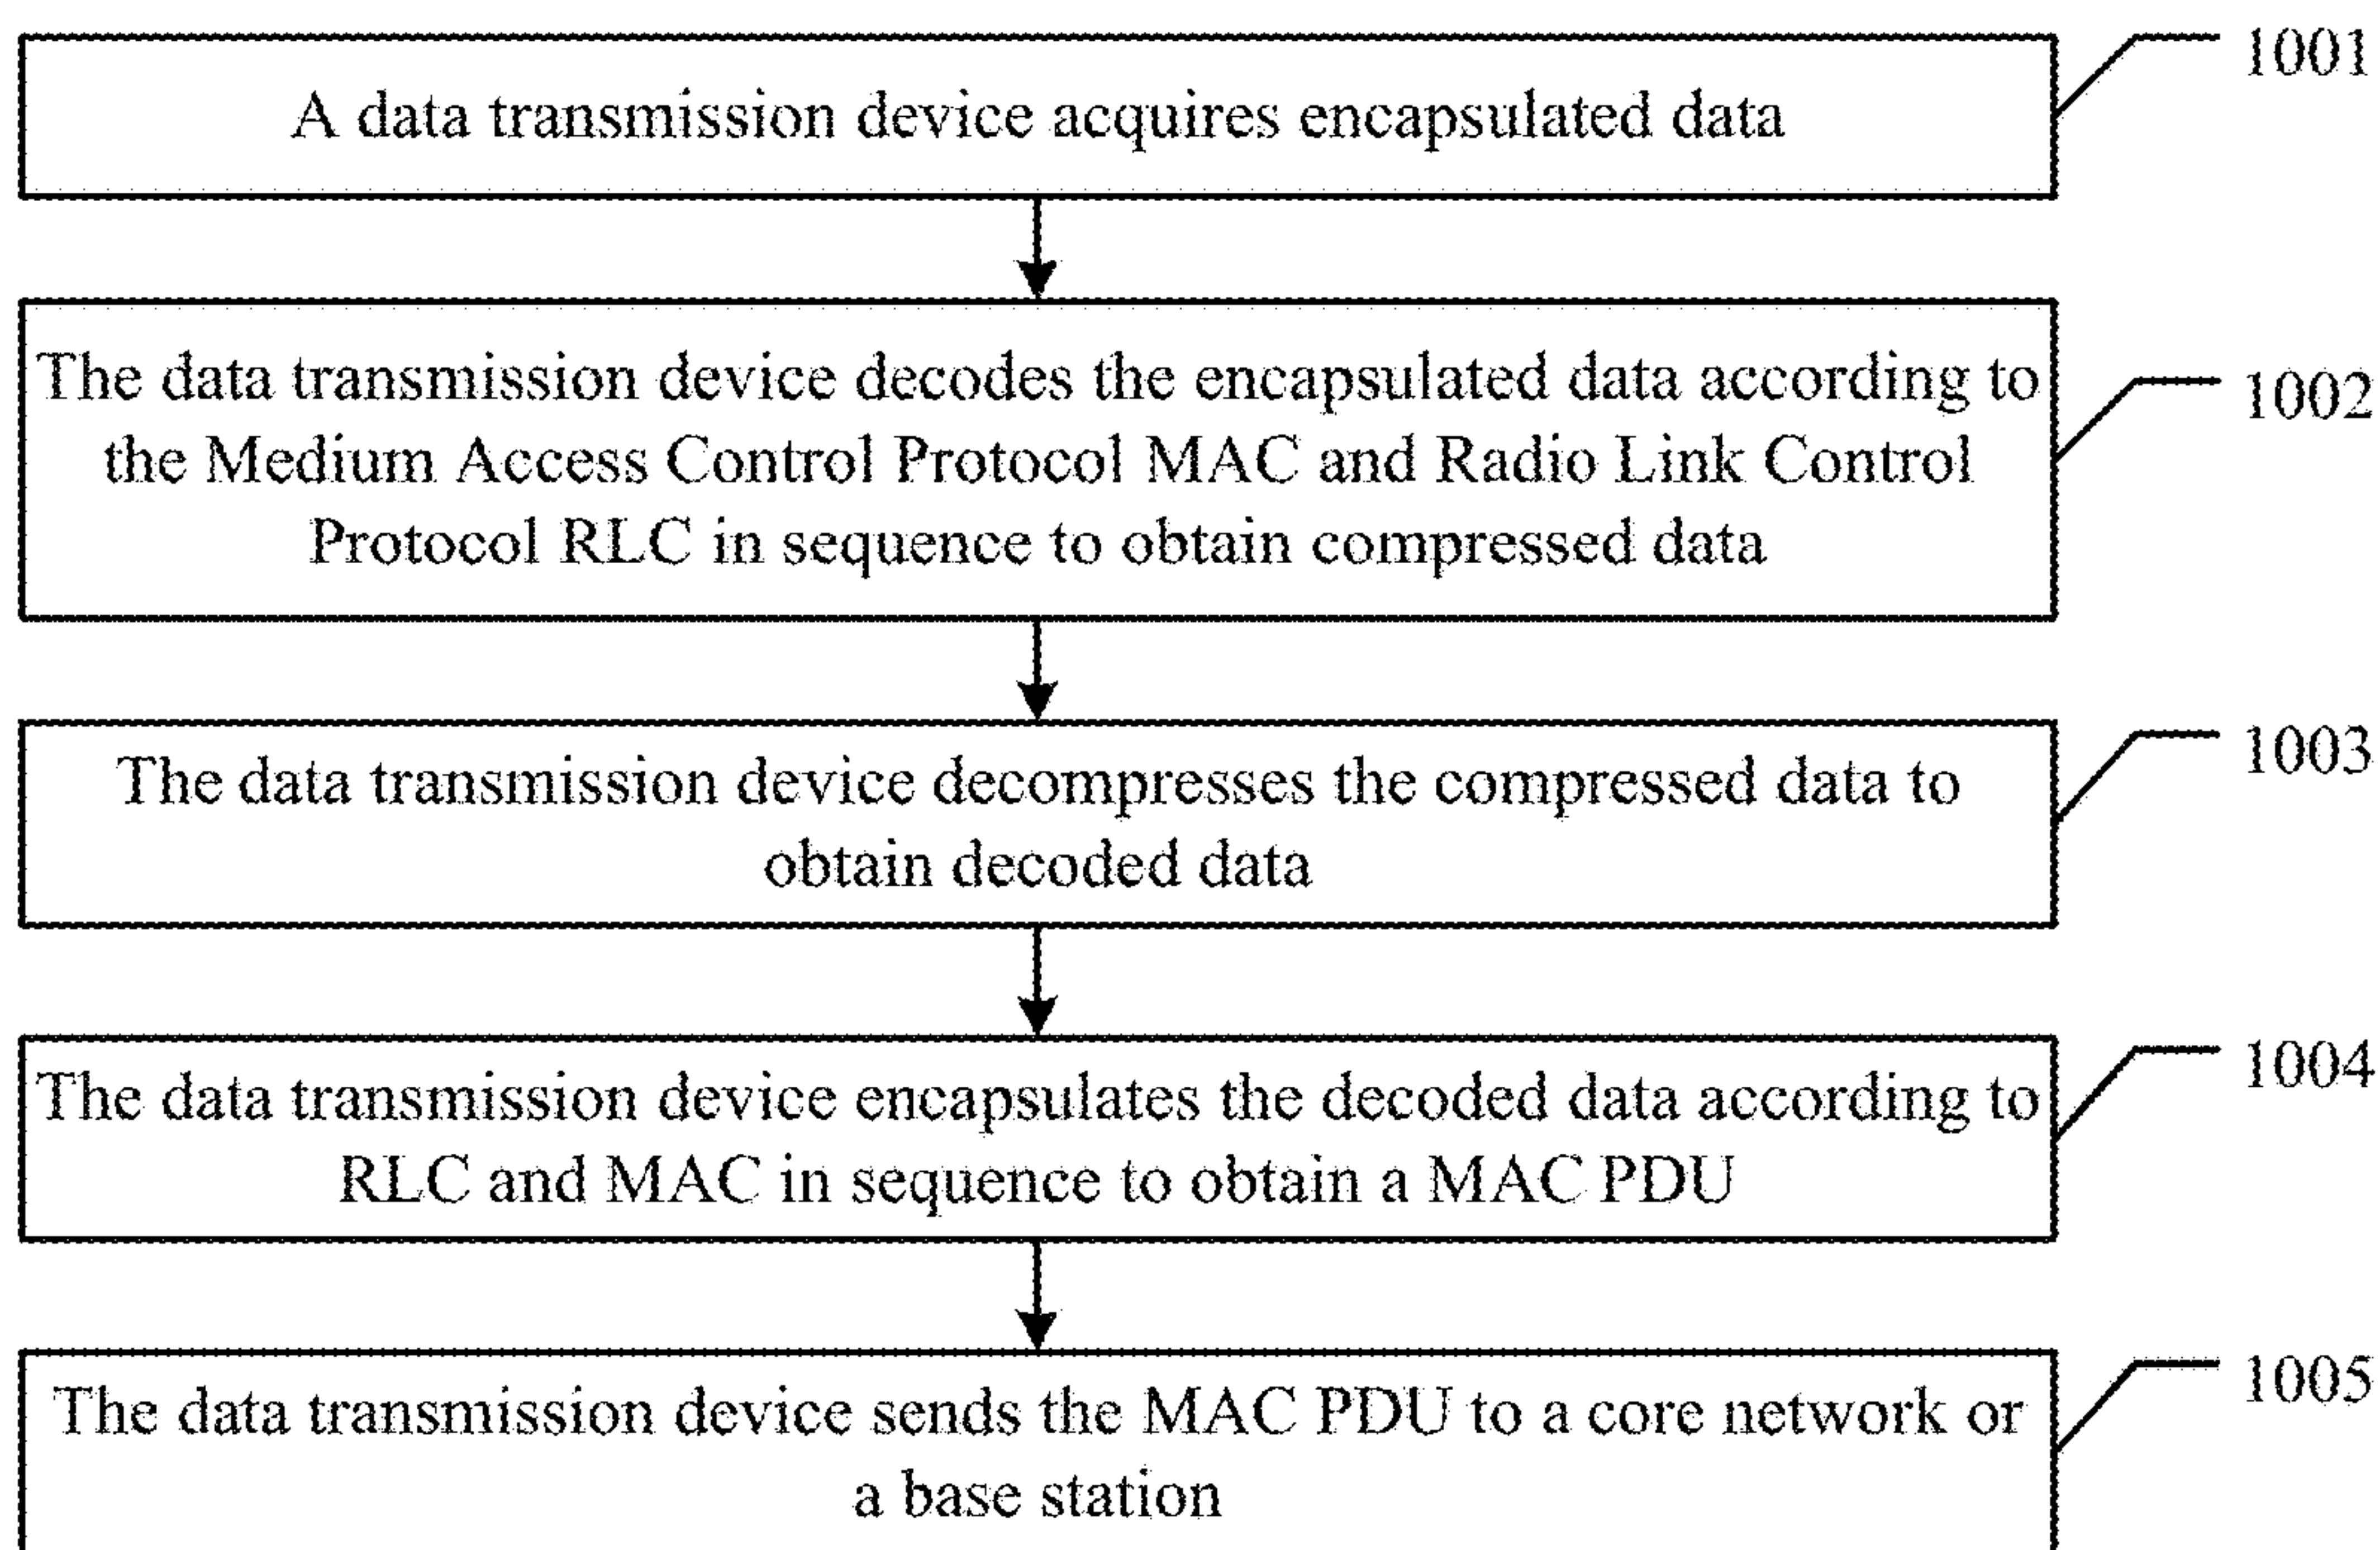 1001
A data transmission device acquires encapsulated data
The data transmission device decodes the encapsulated data according to
1002
the Medium Access Control Protocol MAC and Radio Link Control
Protocol RLC in sequence to obtain compressed data
1003
The data transmission device decompresses the compressed data to
obtain decoded data
1004
The data transmission device encapsulates the decoded data according to
RLC and MAC in sequence to obtain a MAC PDU
1005
The data transmission device sends the MAC PDU to a core network or
a base station